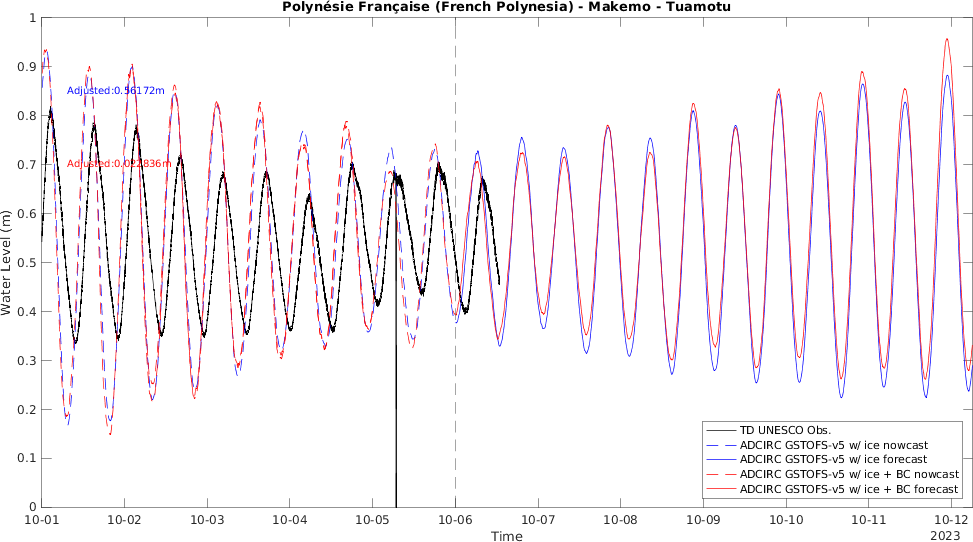 Polynésie Française (French Polynesia) - Makemo - Tuamotu
1
0.9
0.8
0.7
0.6
0.5
0.4
0.3
0.2
0.1
0
Water Level (m)
Adjusted:0.56172m
Adjusted:0.022836m
TD UNESCO Obs.
ADCIRC GSTOFS-v5 w/ ice nowcast
ADCIRC GSTOFS-v5 w/ ice forecast
ADCIRC GSTOFS-v5 w/ ice + BC nowcast
ADCIRC GSTOFS-v5 w/ ice + BC forecast
10-01 10-02 10-03 10-04 10-05 10-06 10-07 10-08 10-09 10-10 10-11 10-12
Time
2023